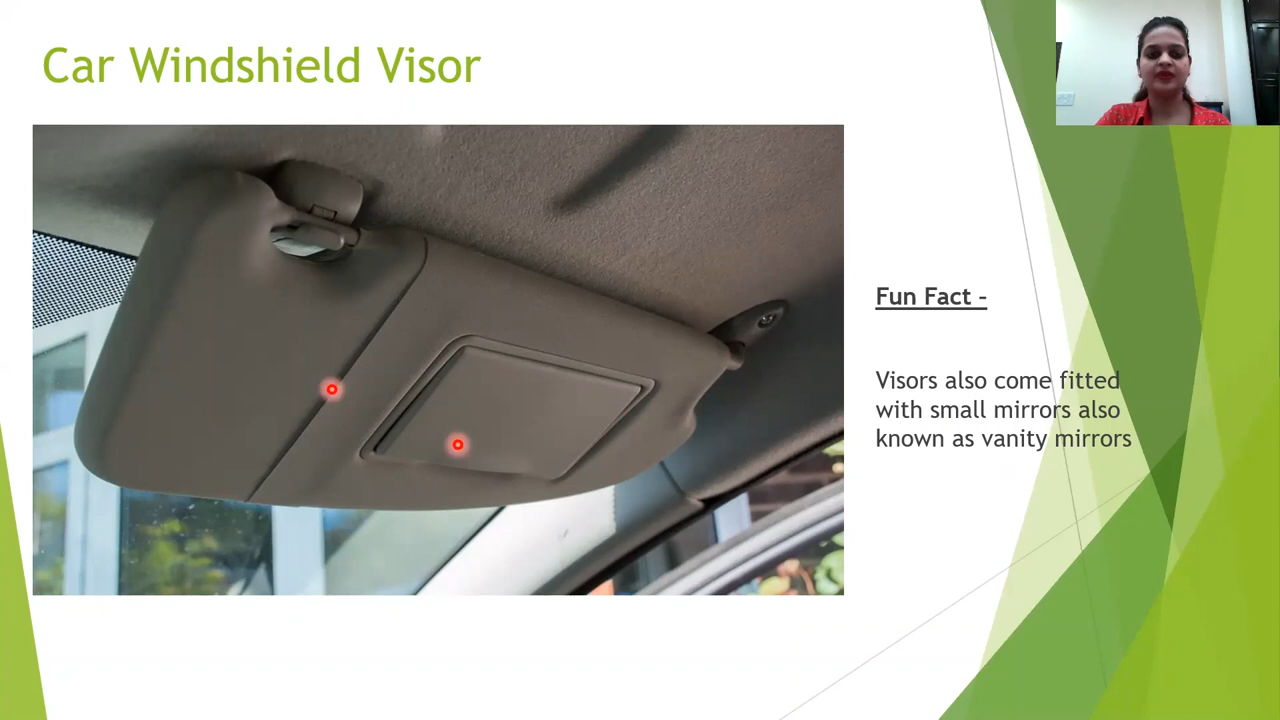 Car Windshield Visor
Fun Fact -
Visors also come fitted
with small mirrors also
known as vanity mirrors